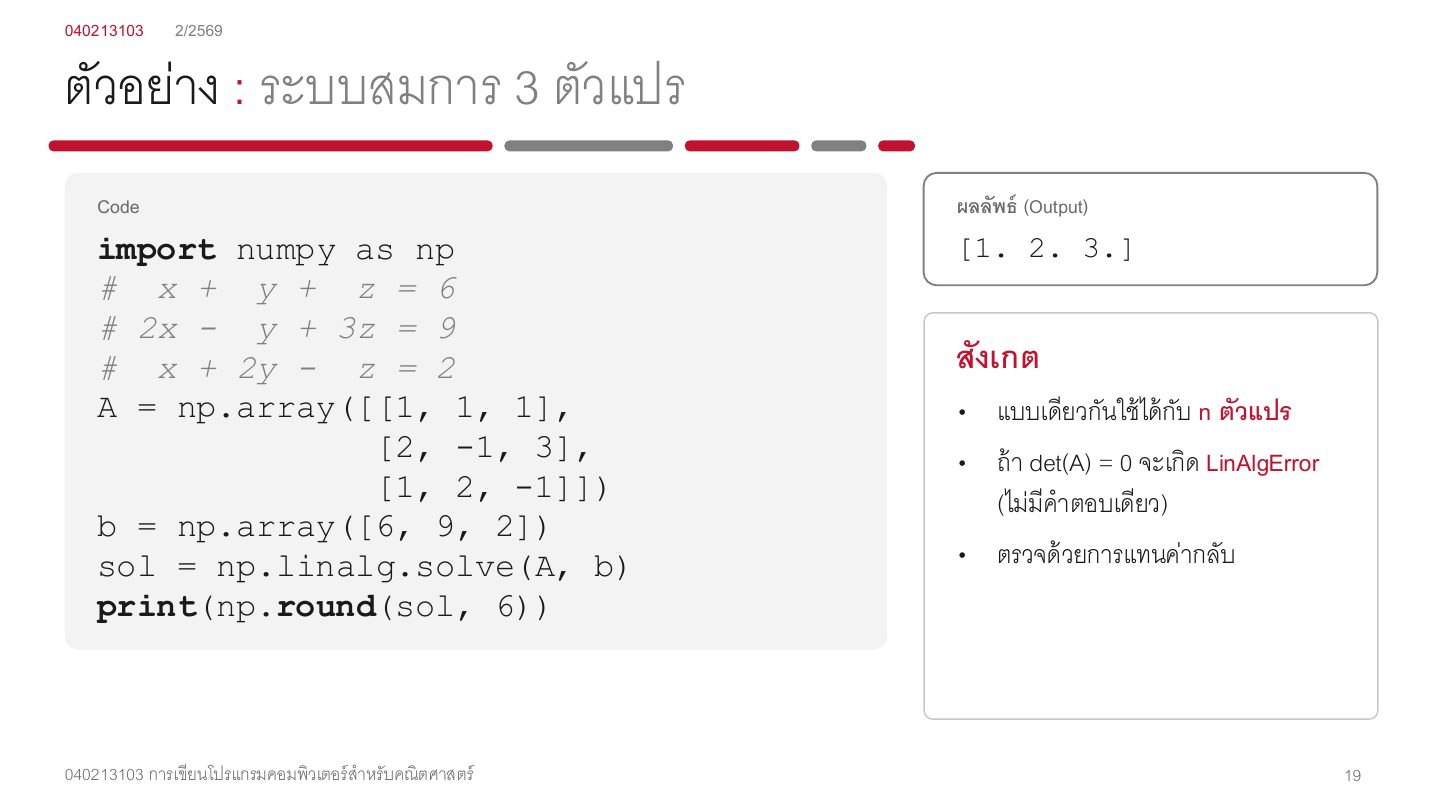 040213103 2/2569
ตัวอย่าง : ระบบสมการ 3 ตัวแปร
Code
import numpy as np
#  x +  y +  z = 6
# 2x -  y + 3z = 9
#  x + 2y -  z = 2
A = np.array([[1, 1, 1],
              [2, -1, 3],
              [1, 2, -1]])
b = np.array([6, 9, 2])
sol = np.linalg.solve(A, b)
print(np.round(sol, 6))
ผลลัพธ์ (Output)
[1. 2. 3.]
สังเกต
• แบบเดียวกันใช้ได้กับ n ตัวแปร
• ถ้า det(A) = 0 จะเกิด LinAlgError
(ไม่มีคำตอบเดียว)
• ตรวจด้วยการแทนค่ากลับ
040213103 การเขียนโปรแกรมคอมพิวเตอร์สำหรับคณิตศาสตร์
19